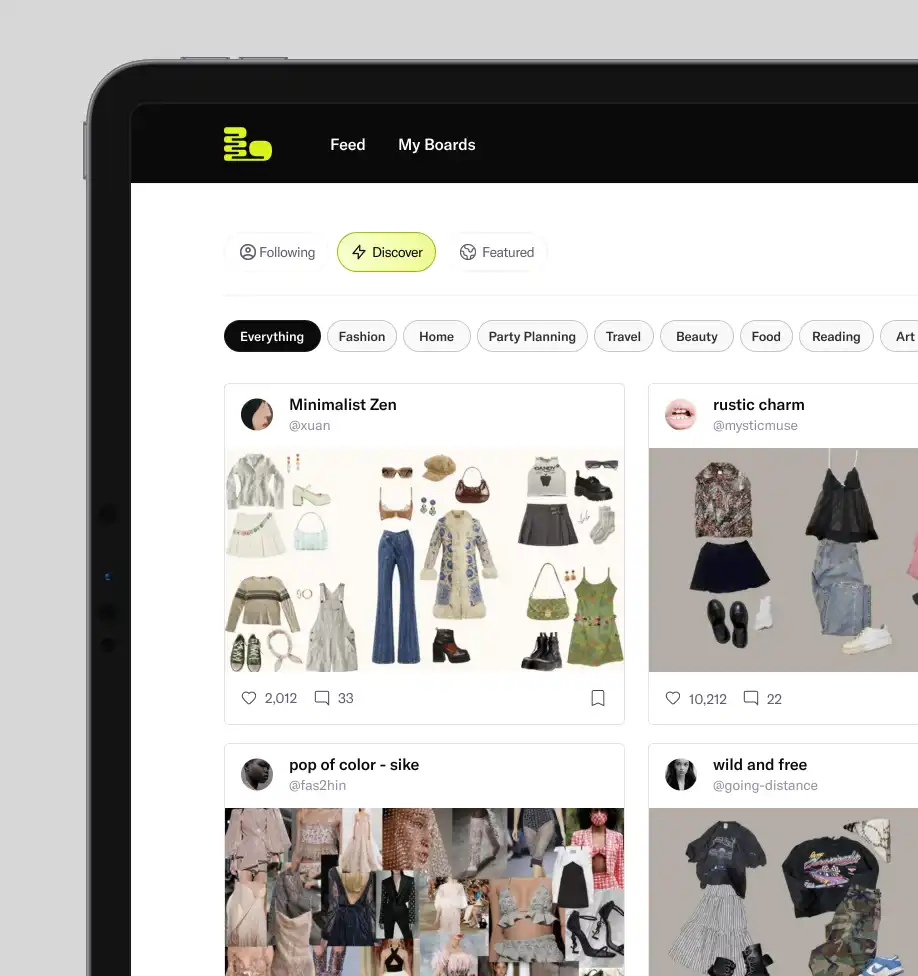 Feed My Boards
Following Discover Featured
Everything Fashion Home Party Planning Travel Beauty Food Reading Art
Minimalist Zen
@xuan
rustic charm
@mysticmuse
2,012 33
10,212 22
pop of color - sike
@fas2hin
wild and free
@going-distance